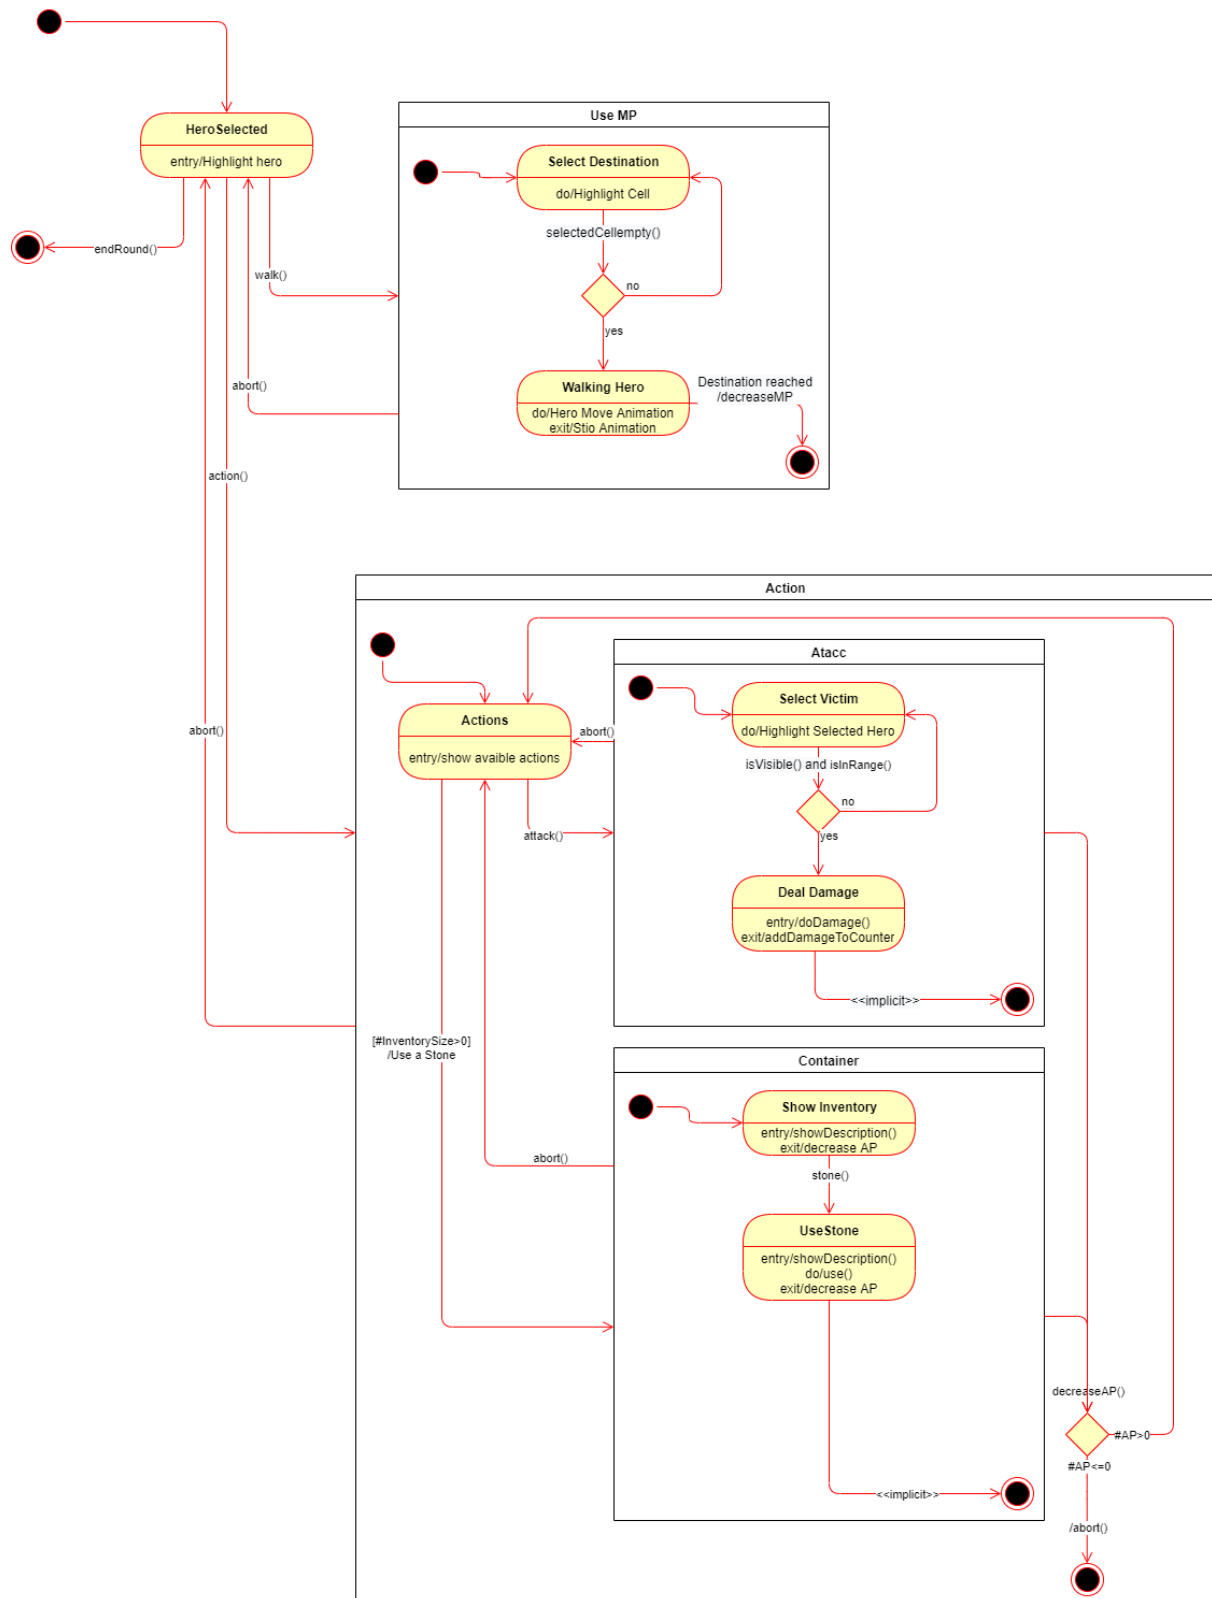 HeroSelected
entry/Highlight hero
endRound()
walk()
abort()
action()
abort()
Use MP
Select Destination
do/Highlight Cell
selectedCellempty()
no
yes
Walking Hero
do/Hero Move Animation
exit/Stio Animation
Destination reached
/decreaseMP
Action
Actions
entry/show avaible actions
abort()
attack()
[#InventorySize>0]
/Use a Stone
abort()
Atacc
Select Victim
do/Highlight Selected Hero
isVisible() and isInRange()
no
yes
Deal Damage
entry/doDamage()
exit/addDamageToCounter
<<implicit>>
Container
Show Inventory
entry/showDescription()
exit/decrease AP
stone()
UseStone
entry/showDescription()
do/use()
exit/decrease AP
<<implicit>>
decreaseAP()
#AP>0
#AP<=0
/abort()